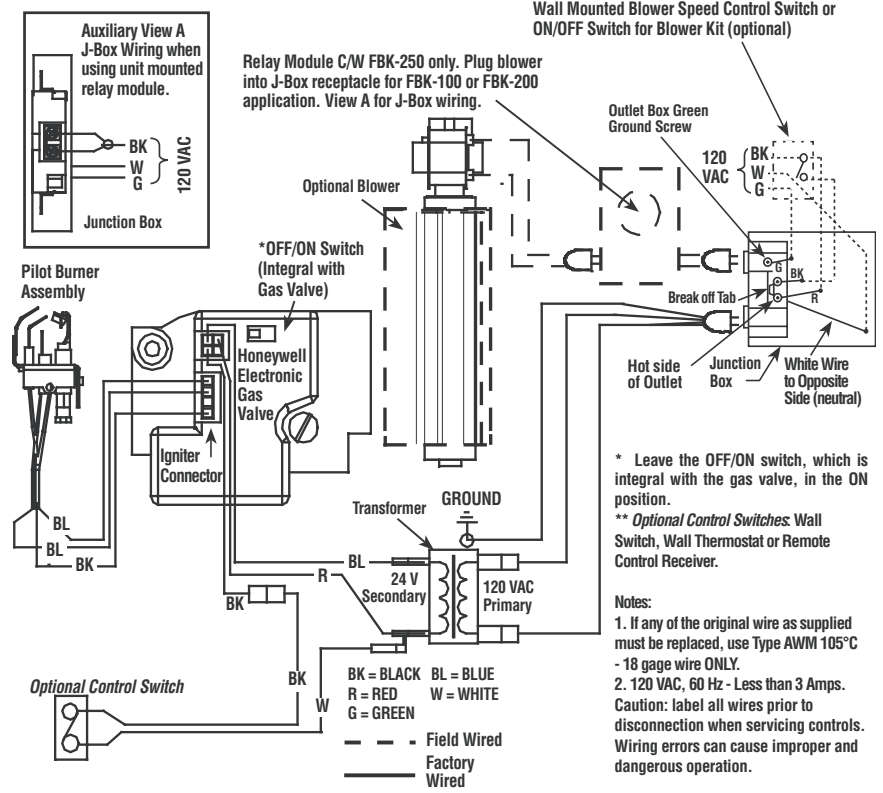 Wall Mounted Blower Speed Control Switch or
ON/OFF Switch for Blower Kit (optional)
Auxiliary View A
J-Box Wiring when
using unit mounted
relay module.
BK
W
G
120 VAC
Junction Box
Relay Module C/W FBK-250 only. Plug blower
into J-Box receptacle for FBK-100 or FBK-200
application. View A for J-Box wiring.
Outlet Box Green
Ground Screw
120
VAC
BK
W
G
Optional Blower
*OFF/ON Switch
(Integral with
Gas Valve)
Pilot Burner
Assembly
Honeywell
Electronic
Gas
Valve
Igniter
Connector
G
BK
R
Break off Tab
Hot side
of Outlet
Junction
Box
White Wire
to Opposite
Side (neutral)
BL
BL
BK
Transformer
GROUND
BL
R
BK
24 V
Secondary
120 VAC
Primary
BK
W
Optional Control Switch
BK = BLACK BL = BLUE
R = RED W = WHITE
G = GREEN
Field Wired
Factory
Wired
* Leave the OFF/ON switch, which is
integral with the gas valve, in the ON
position.
** Optional Control Switches: Wall
Switch, Wall Thermostat or Remote
Control Receiver.
Notes:
1. If any of the original wire as supplied
must be replaced, use Type AWM 105°C
- 18 gage wire ONLY.
2. 120 VAC, 60 Hz - Less than 3 Amps.
Caution: label all wires prior to
disconnection when servicing controls.
Wiring errors can cause improper and
dangerous operation.